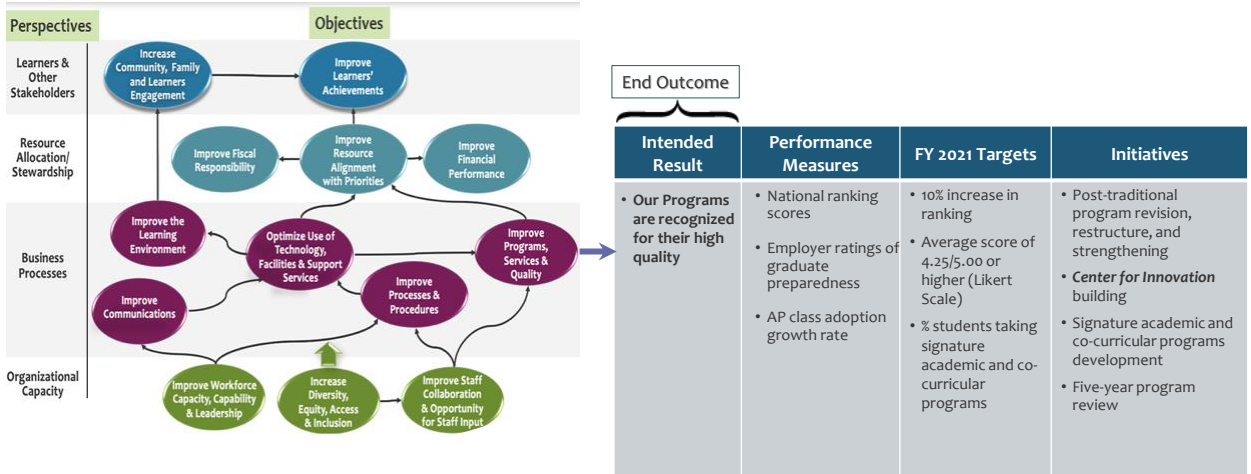 Perspectives
Objectives
Learners &
Other
Stakeholders
Increase
Community, Family
and Learners
Engagement
Improve
Learners'
Achievements
Resource
Allocation/
Stewardship
Improve Fiscal
Responsibility
Improve
Resource
Alignment
with Priorities
Improve
Financial
Performance
Business
Processes
Improve the
Learning
Environment
Optimize Use of
Technology,
Facilities & Support
Services
Improve
Programs,
Services &
Quality
Improve
Communications
Improve
Processes &
Procedures
Organizational
Capacity
Improve Workforce
Capacity, Capability
& Leadership
Increase
Diversity,
Equity, Access
& Inclusion
Improve Staff
Collaboration
& Opportunity
for Staff Input
End Outcome
Intended
Result
Performance
Measures
FY 2021 Targets
Initiatives
• Our Programs
are recognized
for their high
quality
• National ranking
scores
• Employer ratings of
graduate
preparedness
• AP class adoption
growth rate
• 10% increase in
ranking
• Average score of
4.25/5.00 or
higher (Likert
Scale)
• % students taking
signature
academic and co-
curricular
programs
• Post-traditional
program revision,
restructure, and
strengthening
• Center for Innovation
building
• Signature academic and
co-curricular programs
development
• Five-year program
review